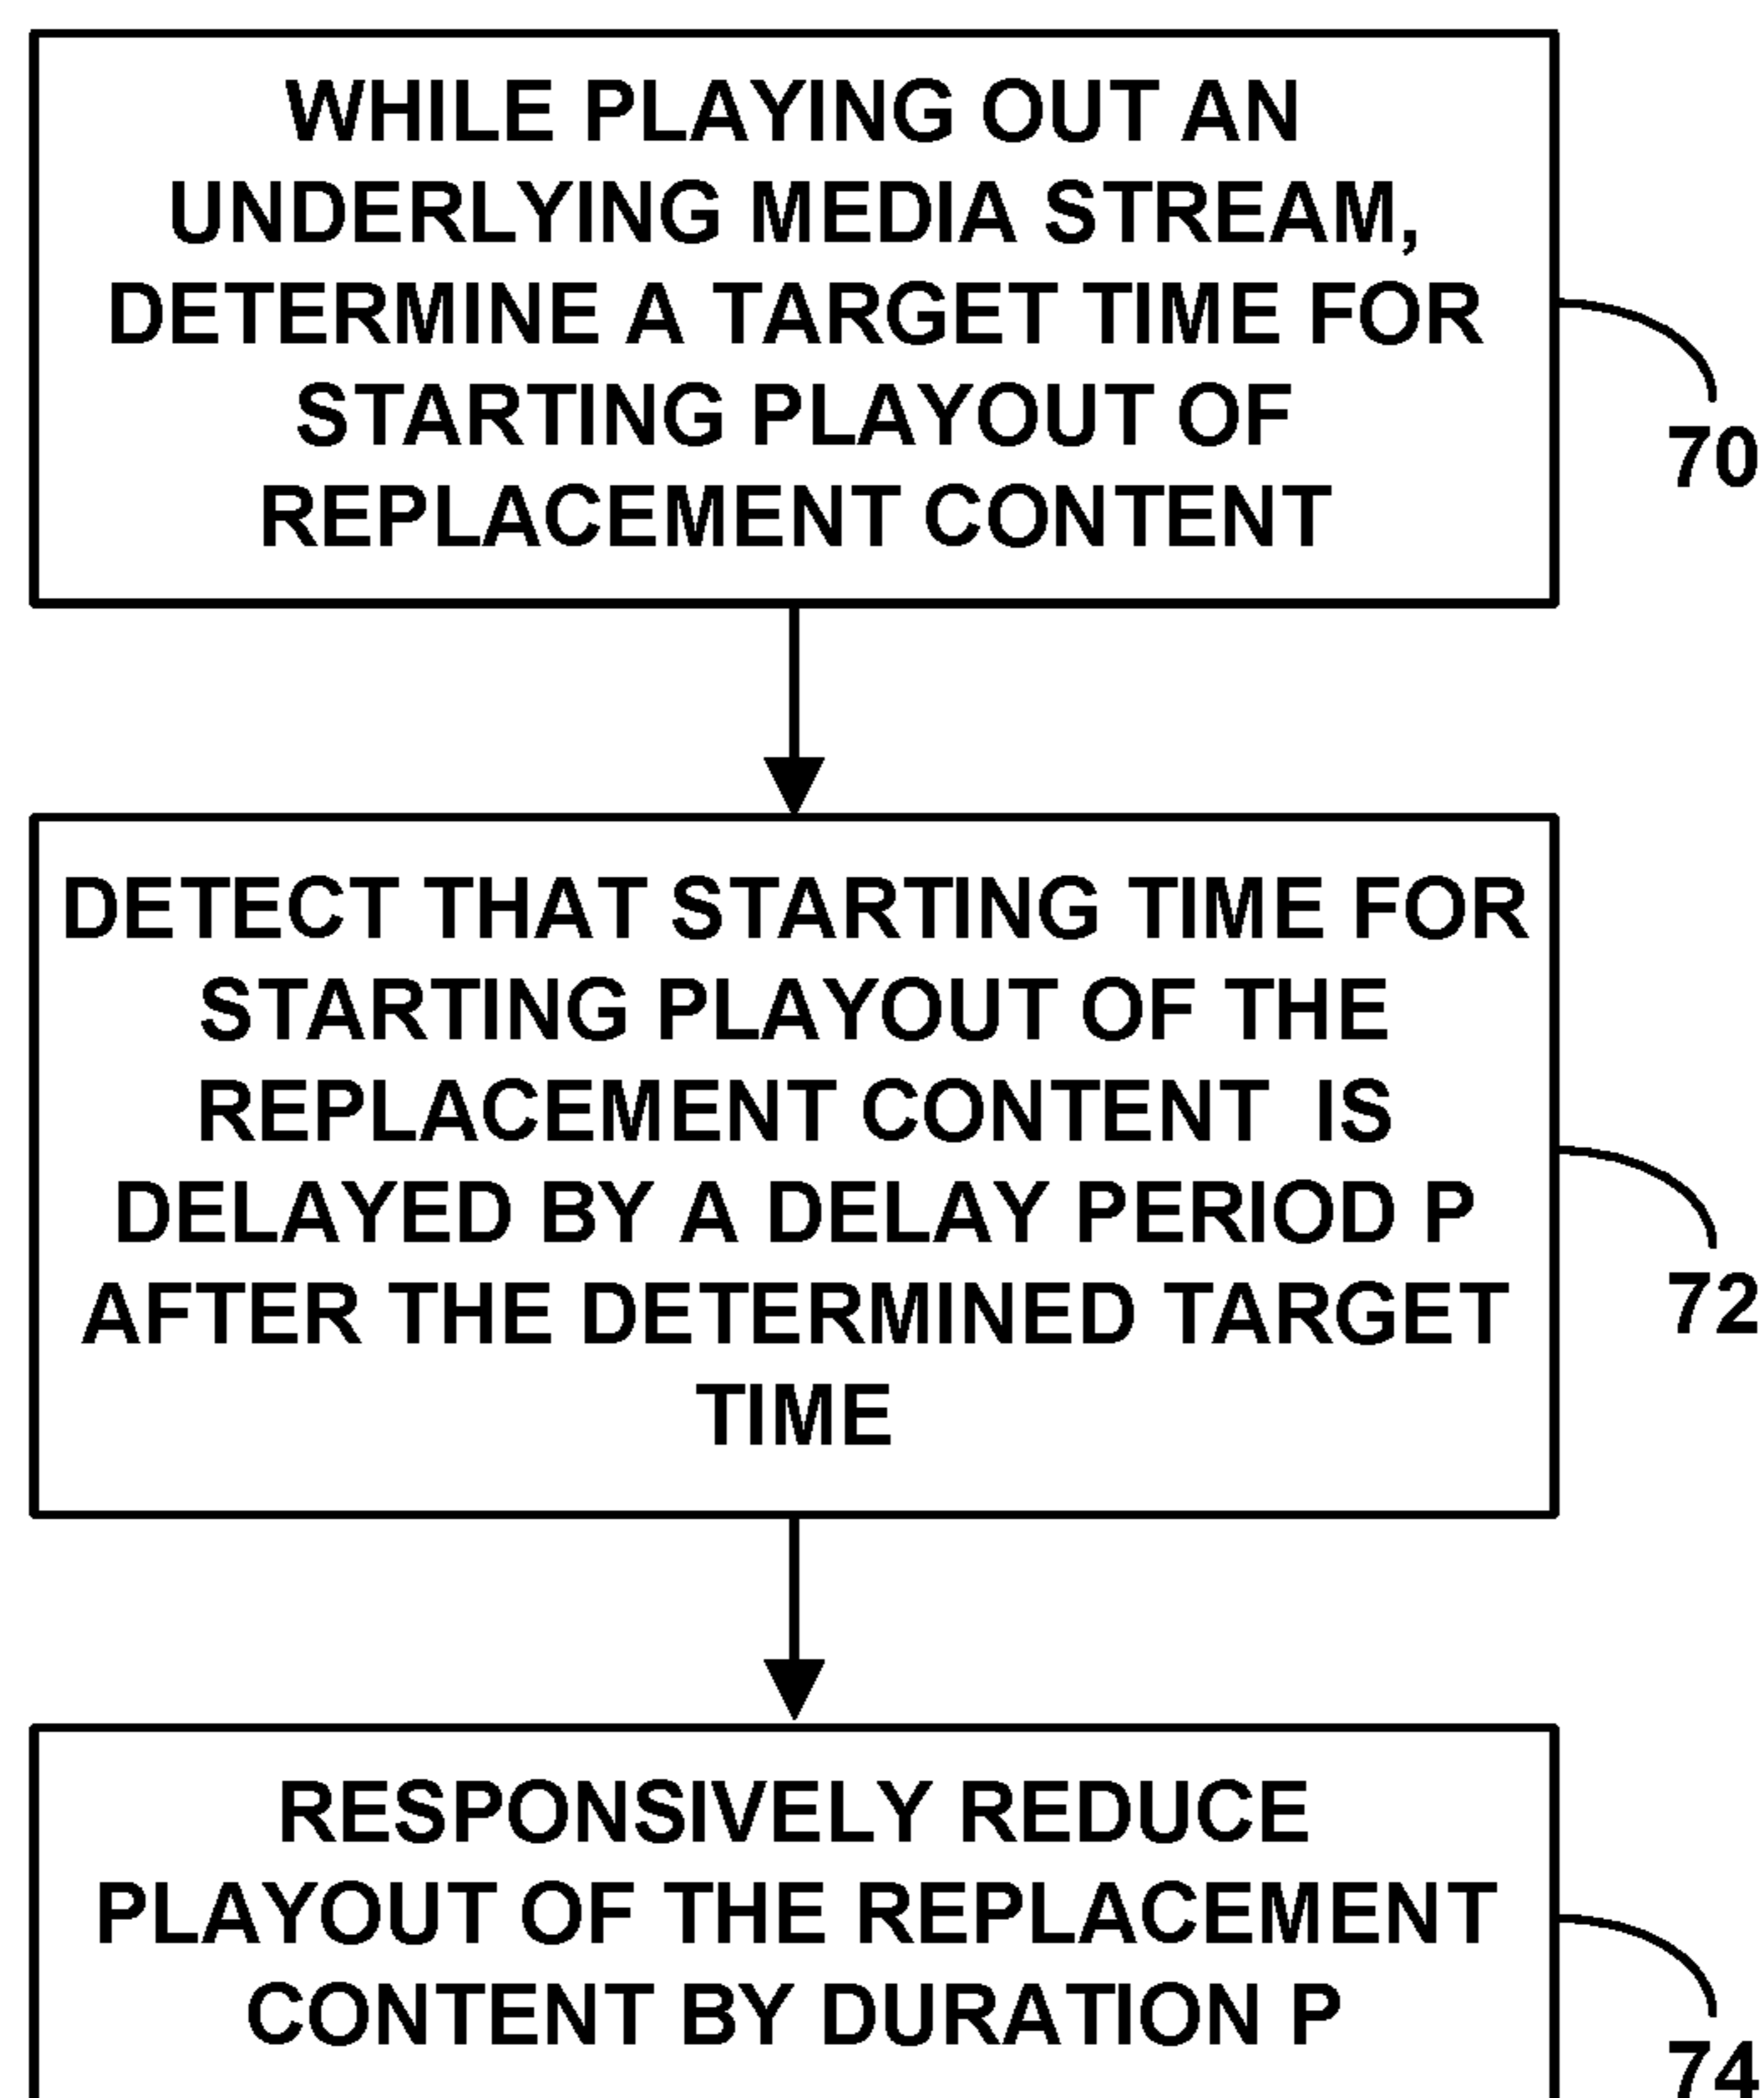 WHILE PLAYING OUT AN
UNDERLYING MEDIA STREAM,
DETERMINE A TARGET TIME FOR
STARTING PLAYOUT OF
REPLACEMENT CONTENT
70
DETECT THAT STARTING TIME FOR
STARTING PLAYOUT OF THE
REPLACEMENT CONTENT IS
DELAYED BY A DELAY PERIOD P
AFTER THE DETERMINED TARGET
TIME
72
RESPONSIVELY REDUCE
PLAYOUT OF THE REPLACEMENT
CONTENT BY DURATION P
74